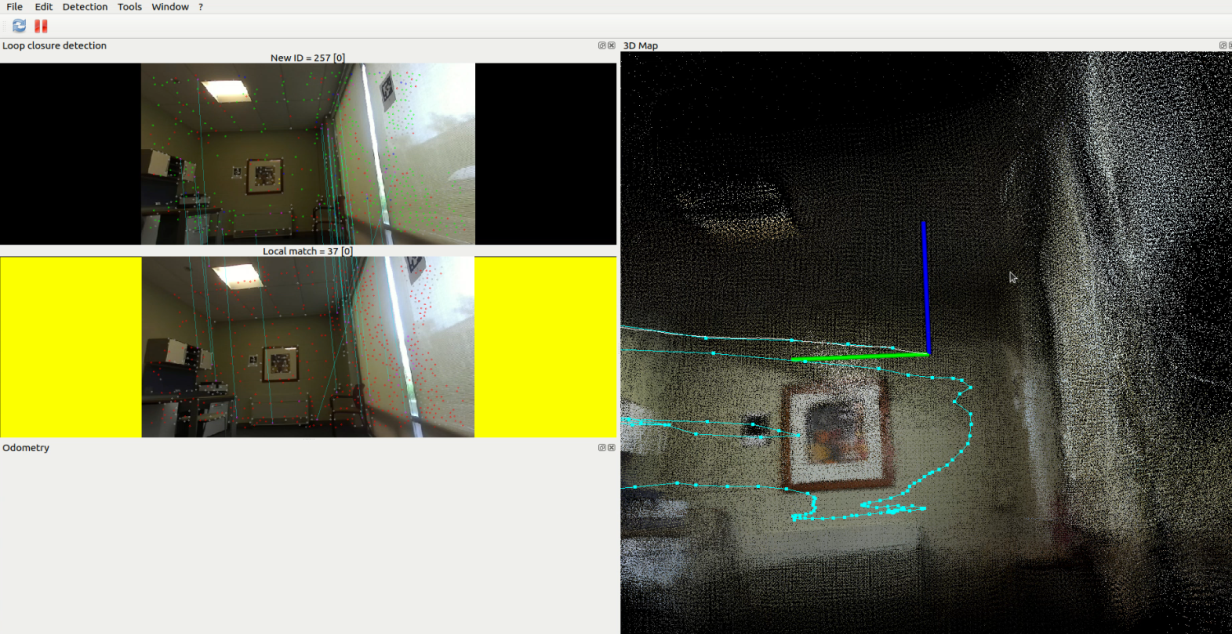 File Edit Detection Tools Window ?
Loop closure detection
New ID = 257 [0]
Local match = 37 [0]
Odometry
3D Map